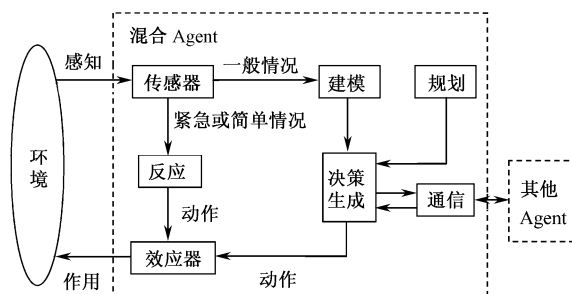 混合 Agent
感知
传感器
一般情况
建模
规划
紧急或简单情况
环
境
反应
决策
生成
通信
其他
Agent
动作
效应器
作用
动作